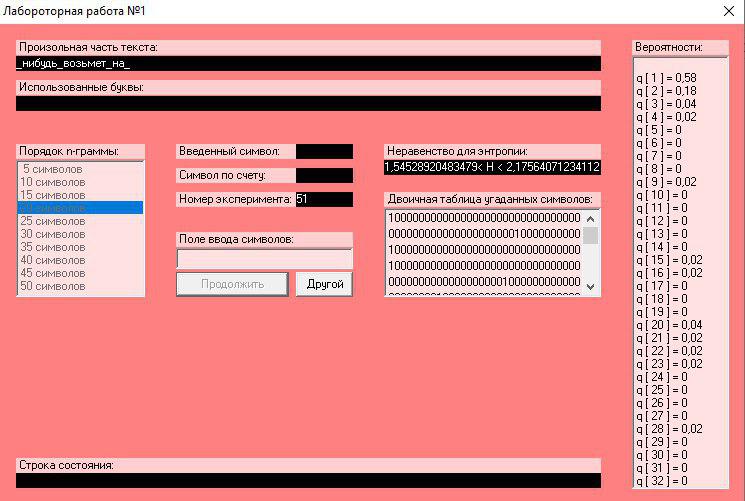 Лабороторная работа №1
Произольная часть текста:
_нибудь_возьмет_на_
Использованные буквы:
Порядок n-граммы:
5 символов
10 символов
15 символов
25 символов
30 символов
35 символов
40 символов
45 символов
50 символов
Введенный символ:
Символ по счету:
Номер эксперимента: 51
Поле ввода символов:
Продолжить
Другой
Неравенство для энтропии:
1,54528920483479< H < 2,17564071234112
Двоичная таблица угаданных символов:
Строка состояния:
Вероятности:
q [ 1 ] = 0,58
q [ 2 ] = 0,18
q [ 3 ] = 0,04
q [ 4 ] = 0,02
q [ 5 ] = 0
q [ 6 ] = 0
q [ 7 ] = 0
q [ 8 ] = 0
q [ 9 ] = 0,02
q [ 10 ] = 0
q [ 11 ] = 0
q [ 12 ] = 0
q [ 13 ] = 0
q [ 14 ] = 0
q [ 15 ] = 0,02
q [ 16 ] = 0,02
q [ 17 ] = 0
q [ 18 ] = 0
q [ 19 ] = 0
q [ 20 ] = 0,04
q [ 21 ] = 0,02
q [ 22 ] = 0,02
q [ 23 ] = 0,02
q [ 24 ] = 0
q [ 25 ] = 0
q [ 26 ] = 0
q [ 27 ] = 0
q [ 28 ] = 0,02
q [ 29 ] = 0
q [ 30 ] = 0
q [ 31 ] = 0
q [ 32 ] = 0